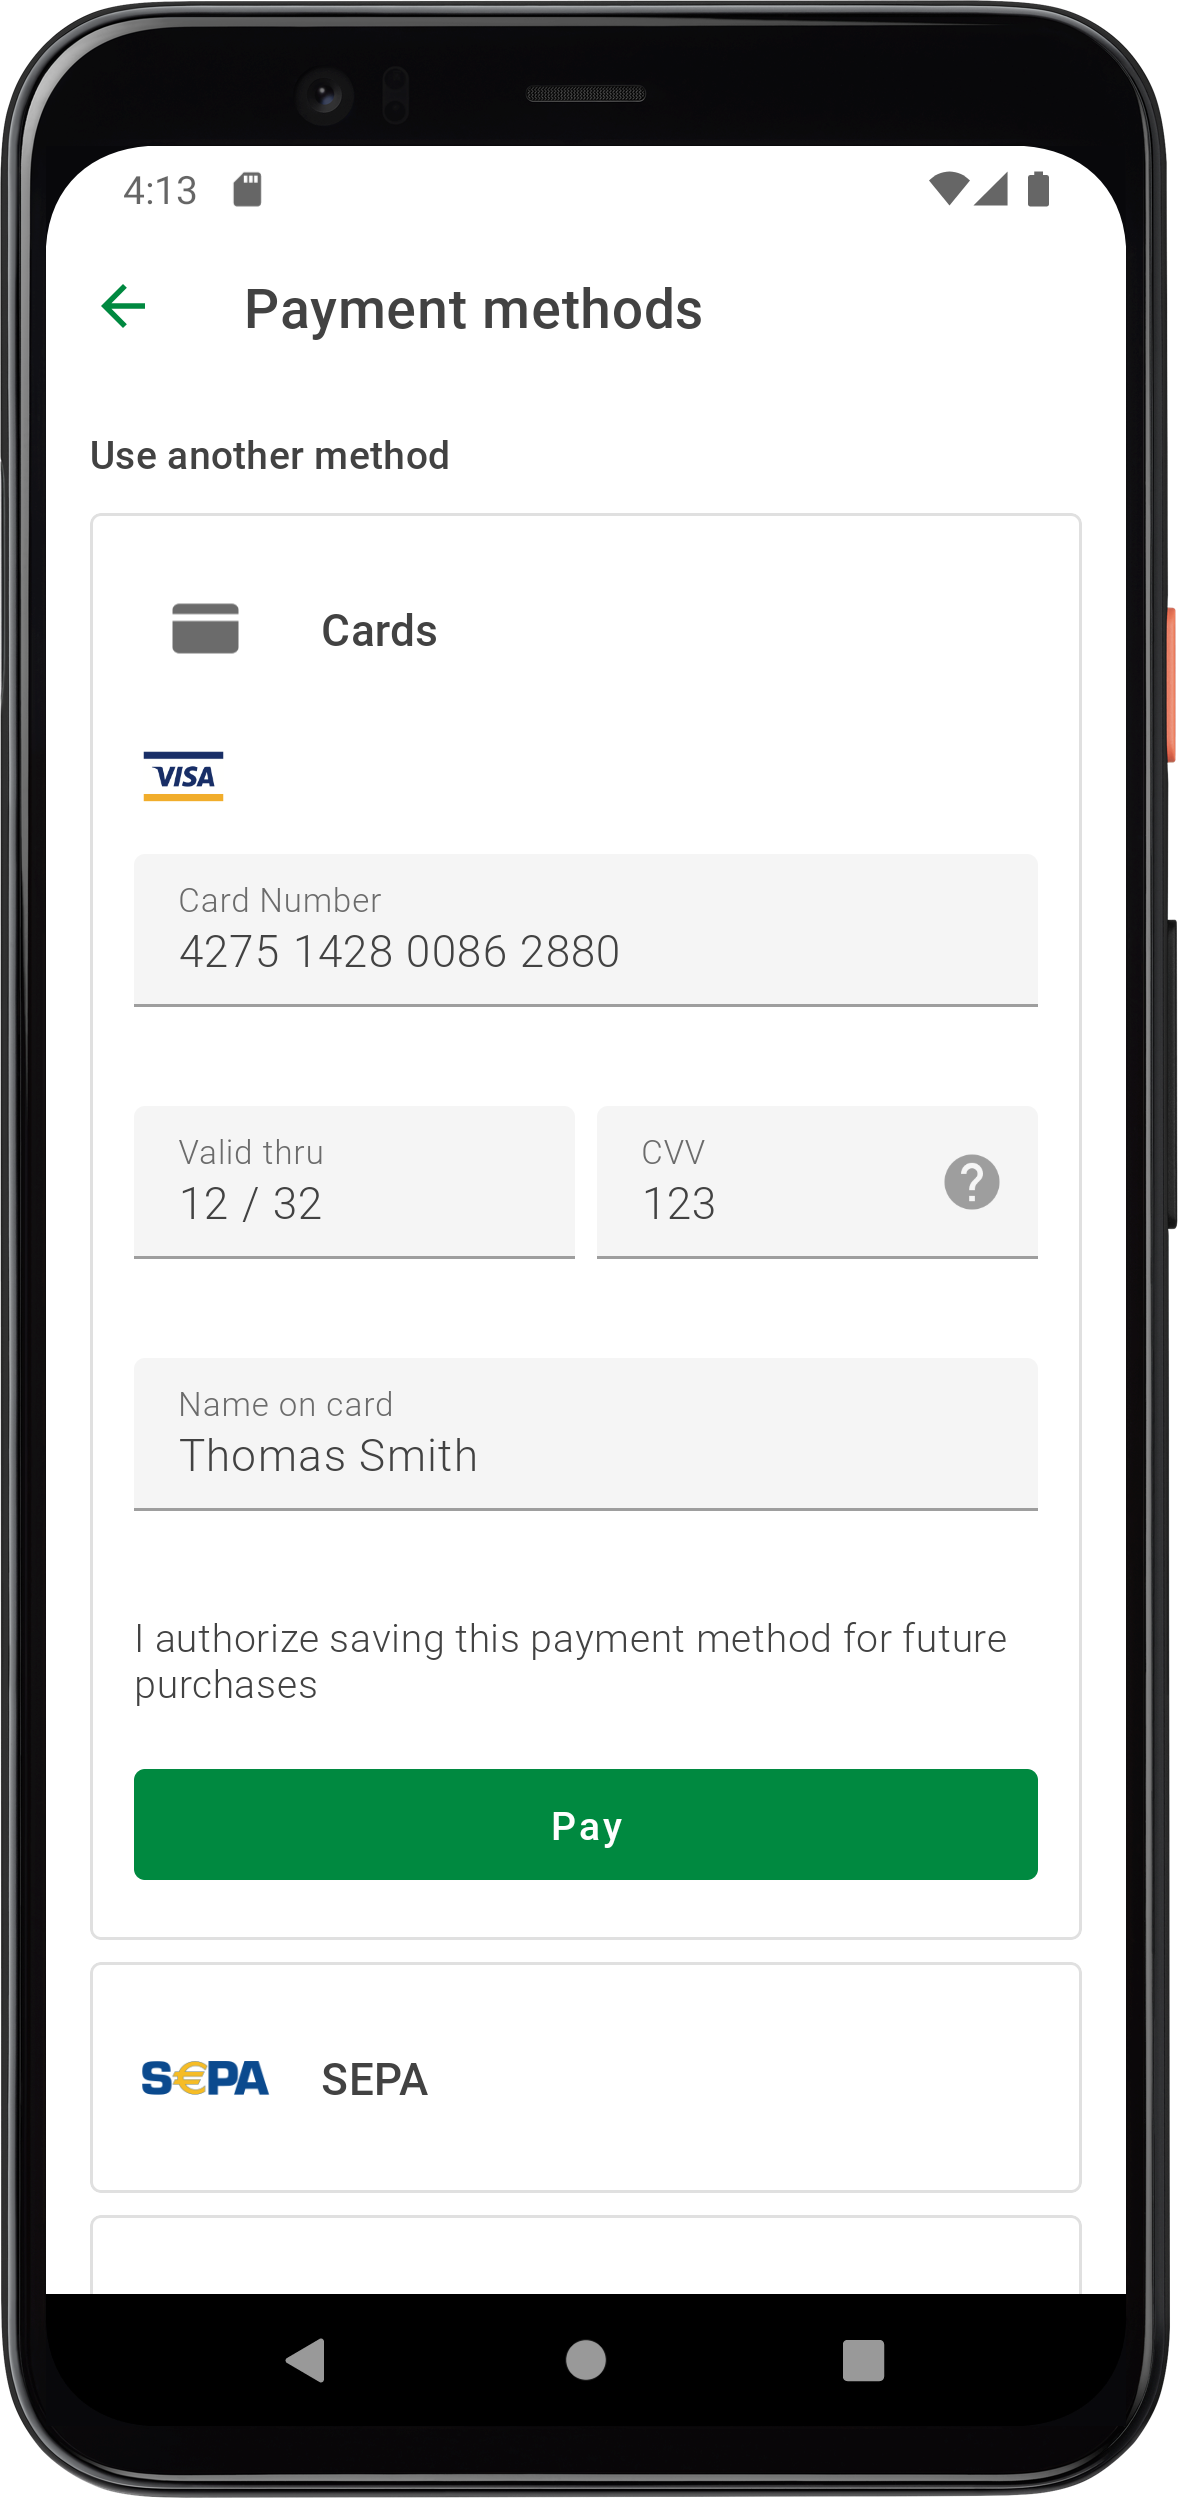 4:13
Payment methods
Use another method
Cards
VISA
Card Number
4275 1428 0086 2880
Valid thru
12 / 32
CVV
123
?
Name on card
Thomas Smith
I authorize saving this payment method for future
purchases
Pay
S€PA SEPA